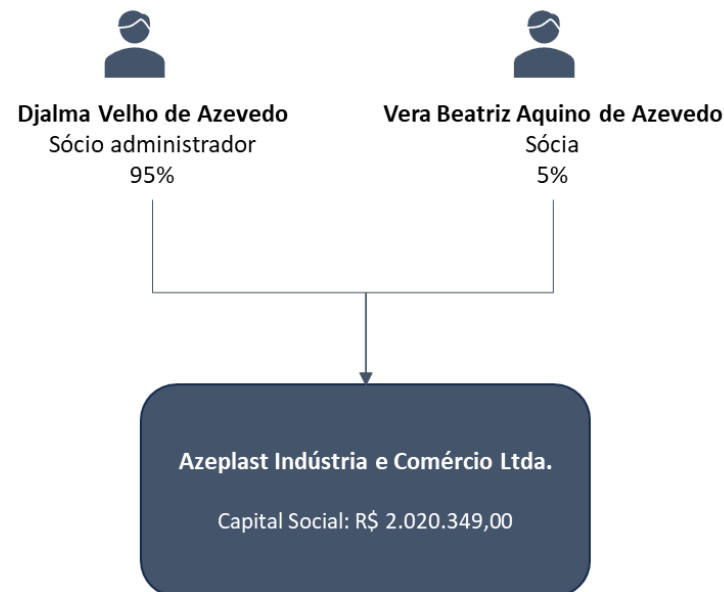 Djalma Velho de Azevedo
Sócio administrador
95%
Vera Beatriz Aquino de Azevedo
Sócia
5%
Azeplast Indústria e Comércio Ltda.
Capital Social: R$ 2.020.349,00